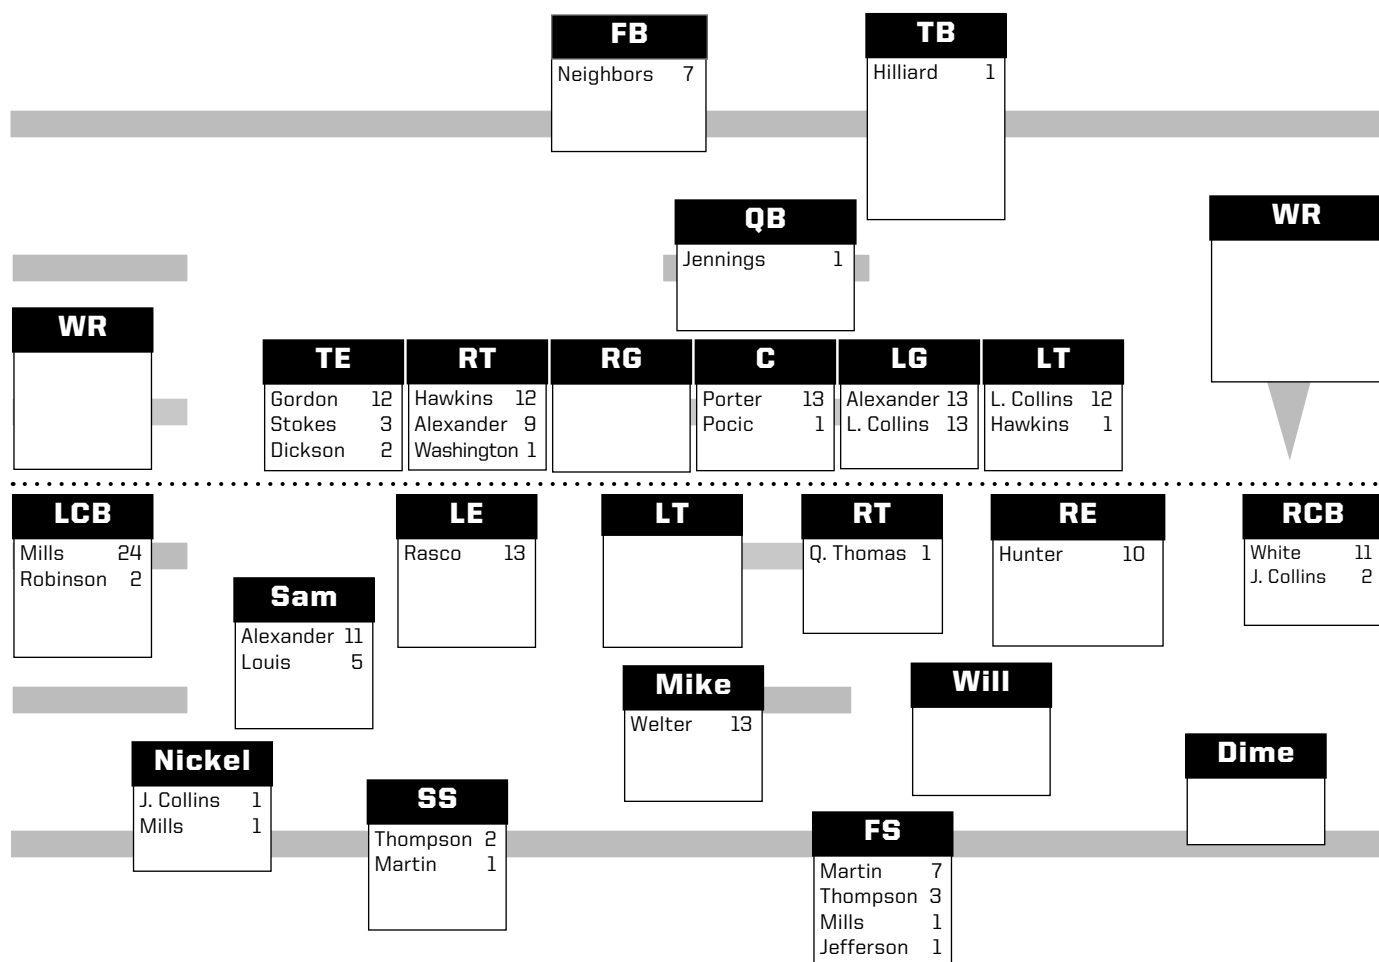 FB
Neighbors 7
TB
Hilliard 1
QB
Jennings 1
WR
WR
TE
Gordon 12
Stokes 3
Dickson 2
RT
Hawkins 12
Alexander 9
Washington 1
RG
C
Porter 13
Pocic 1
LG
Alexander 13
L. Collins 13
LT
L. Collins 12
Hawkins 1
LCB
Mills 24
Robinson 2
Sam
Alexander 11
Louis 5
LE
Rasco 13
LT
RT
Q. Thomas 1
RE
Hunter 10
RCB
White 11
J. Collins 2
Mike
Welter 13
Will
Nickel
J. Collins 1
Mills 1
SS
Thompson 2
Martin 1
FS
Martin 7
Thompson 3
Mills 1
Jefferson 1
Dime